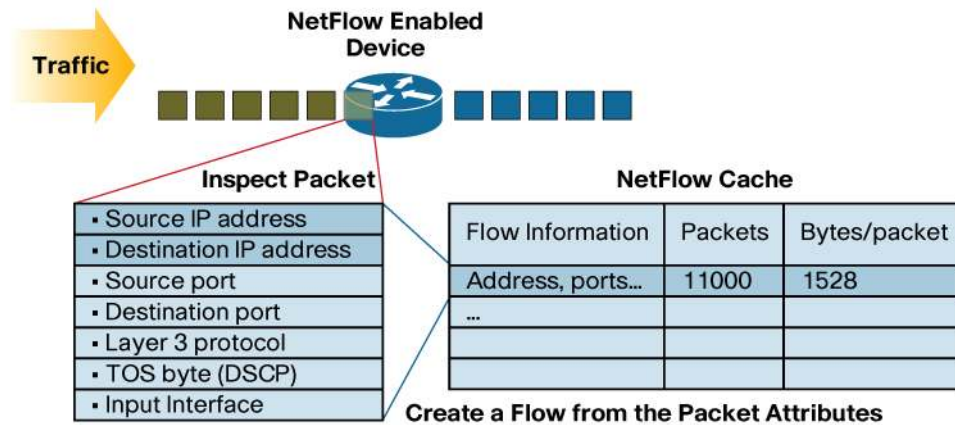 NetFlow Enabled
Device
Traffic
Inspect Packet
▪ Source IP address
▪ Destination IP address
▪ Source port
▪ Destination port
▪ Layer 3 protocol
▪ TOS byte (DSCP)
▪ Input Interface
NetFlow Cache
Flow Information Packets Bytes/packet
Address, ports... 11000 1528
...
Create a Flow from the Packet Attributes